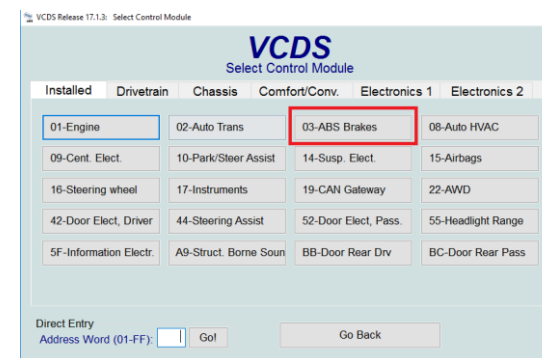 VCDS Release 17.1.3: Select Control Module
VCDS
Select Control Module
Installed Drivetrain Chassis Comfort/Conv. Electronics 1 Electronics 2
01-Engine 02-Auto Trans 03-ABS Brakes 08-Auto HVAC
09-Cent. Elect. 10-Park/Steer Assist 14-Susp. Elect. 15-Airbags
16-Steering wheel 17-Instruments 19-CAN Gateway 22-AWD
42-Door Elect, Driver 44-Steering Assist 52-Door Elect, Pass. 55-Headlight Range
5F-Information Electr. A9-Struct. Borne Soun BB-Door Rear Drv BC-Door Rear Pass
Direct Entry
Address Word (01-FF): Go! Go Back